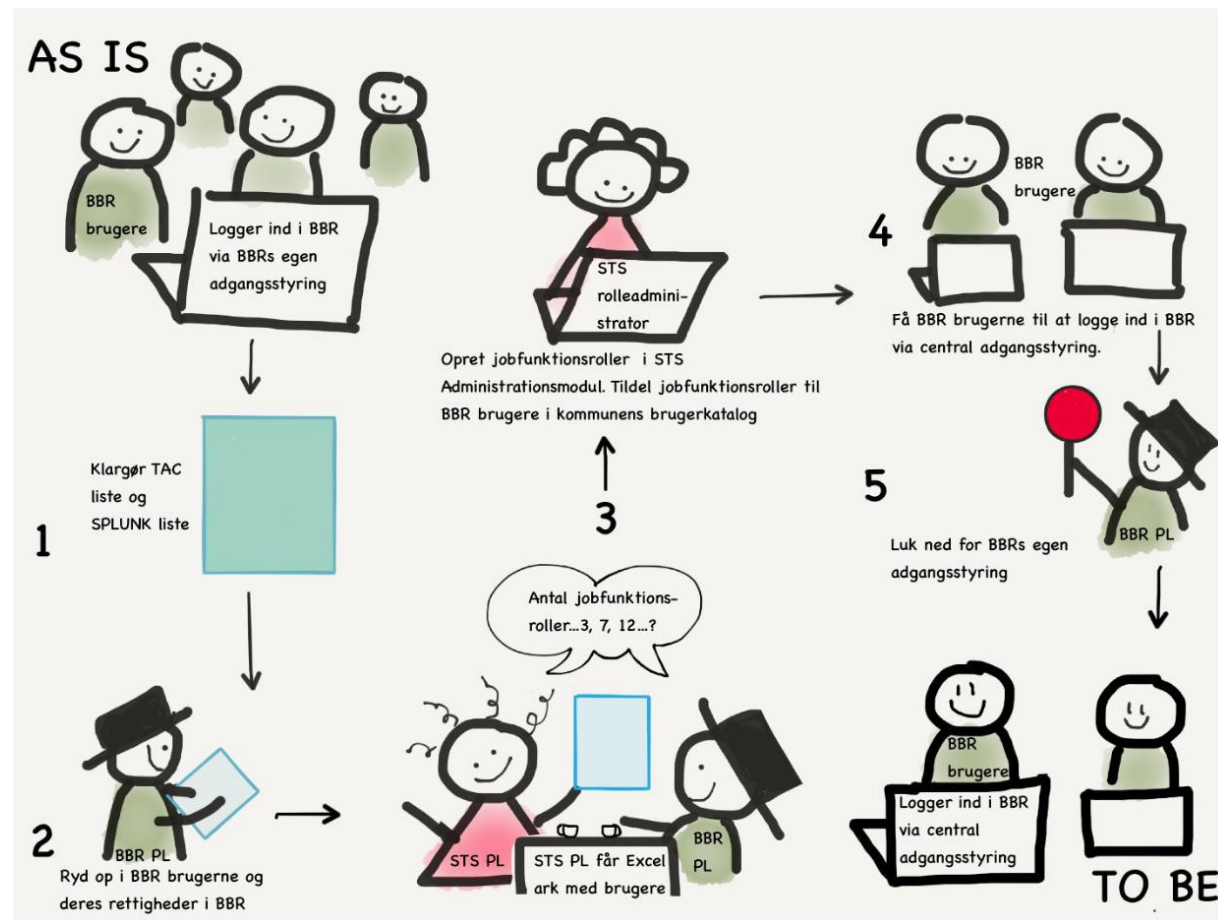 AS IS
BBR
brugere
Logger ind i BBR
via BBRs egen
adgangsstyring
1
Klargør TAC
liste og
SPLUNK liste
2
BBR PL
Ryd op i BBR brugerne og
deres rettigheder i BBR
STS PL
STS PL får Excel
ark med brugere
BBR
PL
Antal jobfunktions-
roller...3, 7, 12...?
3
STS
rolleadmini-
strator
Opret jobfunktionsroller i STS
Administrationsmodul. Tildel jobfunktionsroller til
BBR brugere i kommunens brugerkatalog
4
BBR
brugere
Få BBR brugerne til at logge ind i BBR
via central adgangsstyring.
5
BBR PL
Luk ned for BBRs egen
adgangsstyring
BBR
brugere
Logger ind i BBR
via central
adgangsstyring
TO BE